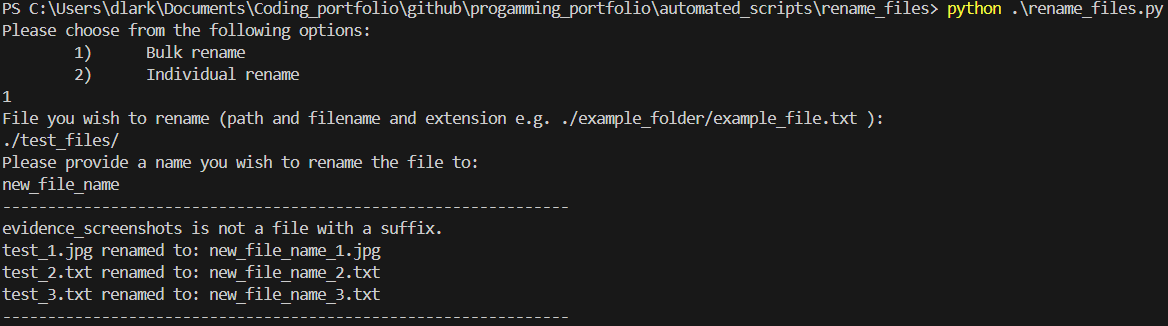 PS C:\Users\dlark\Documents\Coding_portfolio\github\progamming_portfolio\automated_scripts\rename_files> python .\rename_files.py
Please choose from the following options:
        1)      Bulk rename
        2)      Individual rename
1
File you wish to rename (path and filename and extension e.g. ./example_folder/example_file.txt ):
./test_files/
Please provide a name you wish to rename the file to:
new_file_name
--------------------------------------------------------------
evidence_screenshots is not a file with a suffix.
test_1.jpg renamed to: new_file_name_1.jpg
test_2.txt renamed to: new_file_name_2.txt
test_3.txt renamed to: new_file_name_3.txt
--------------------------------------------------------------